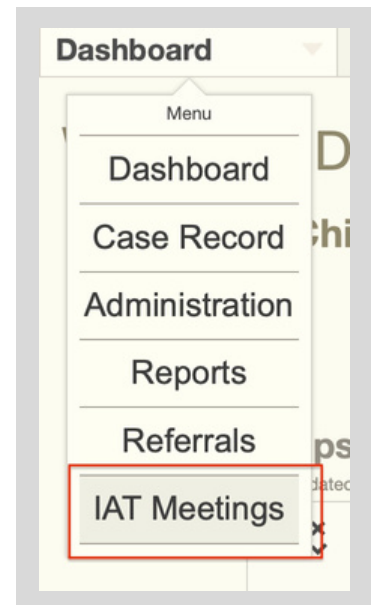 Dashboard
Menu
Dashboard
Case Record
Administration
Reports
Referrals
IAT Meetings